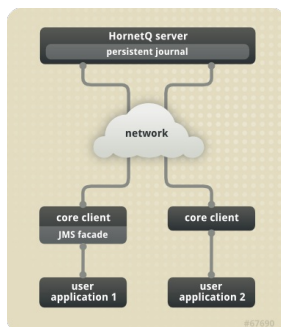 HornetQ server
persistent journal
network
core client
JMS facade
core client
user
application 1
user
application 2
#67690